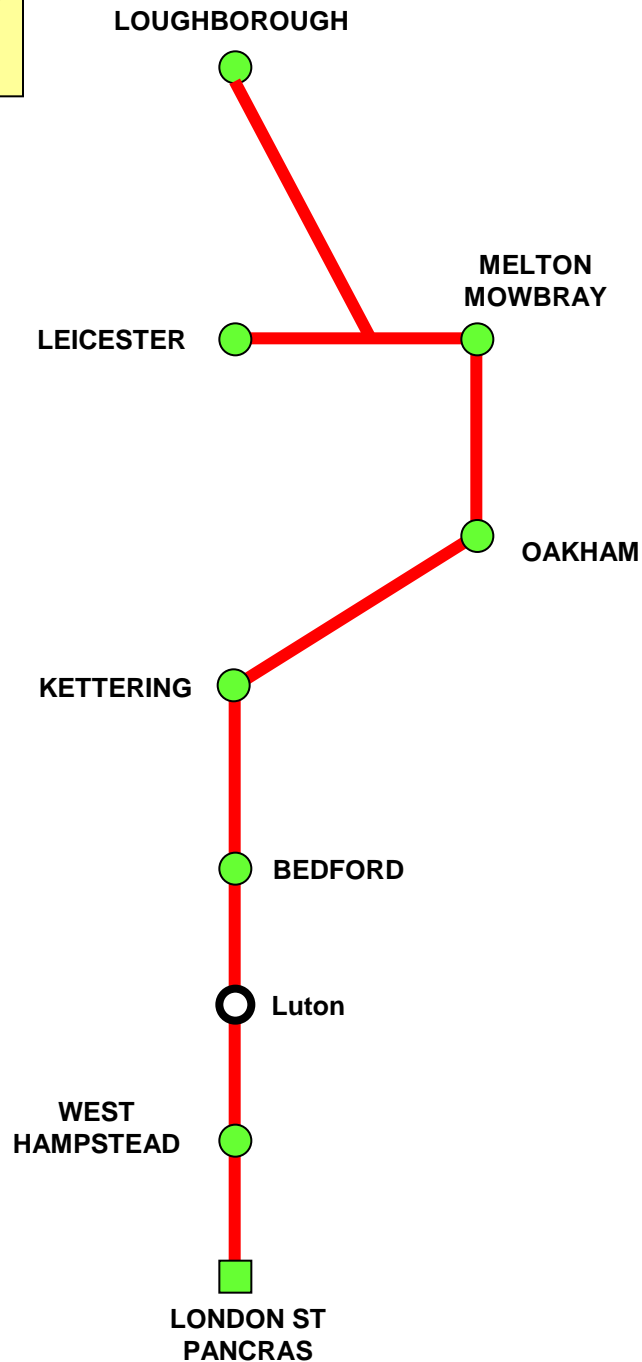 LOUGHBOROUGH
MELTON
MOWBRAY
LEICESTER
OAKHAM
KETTERING
BEDFORD
Luton
WEST
HAMPSTEAD
LONDON ST
PANCRAS